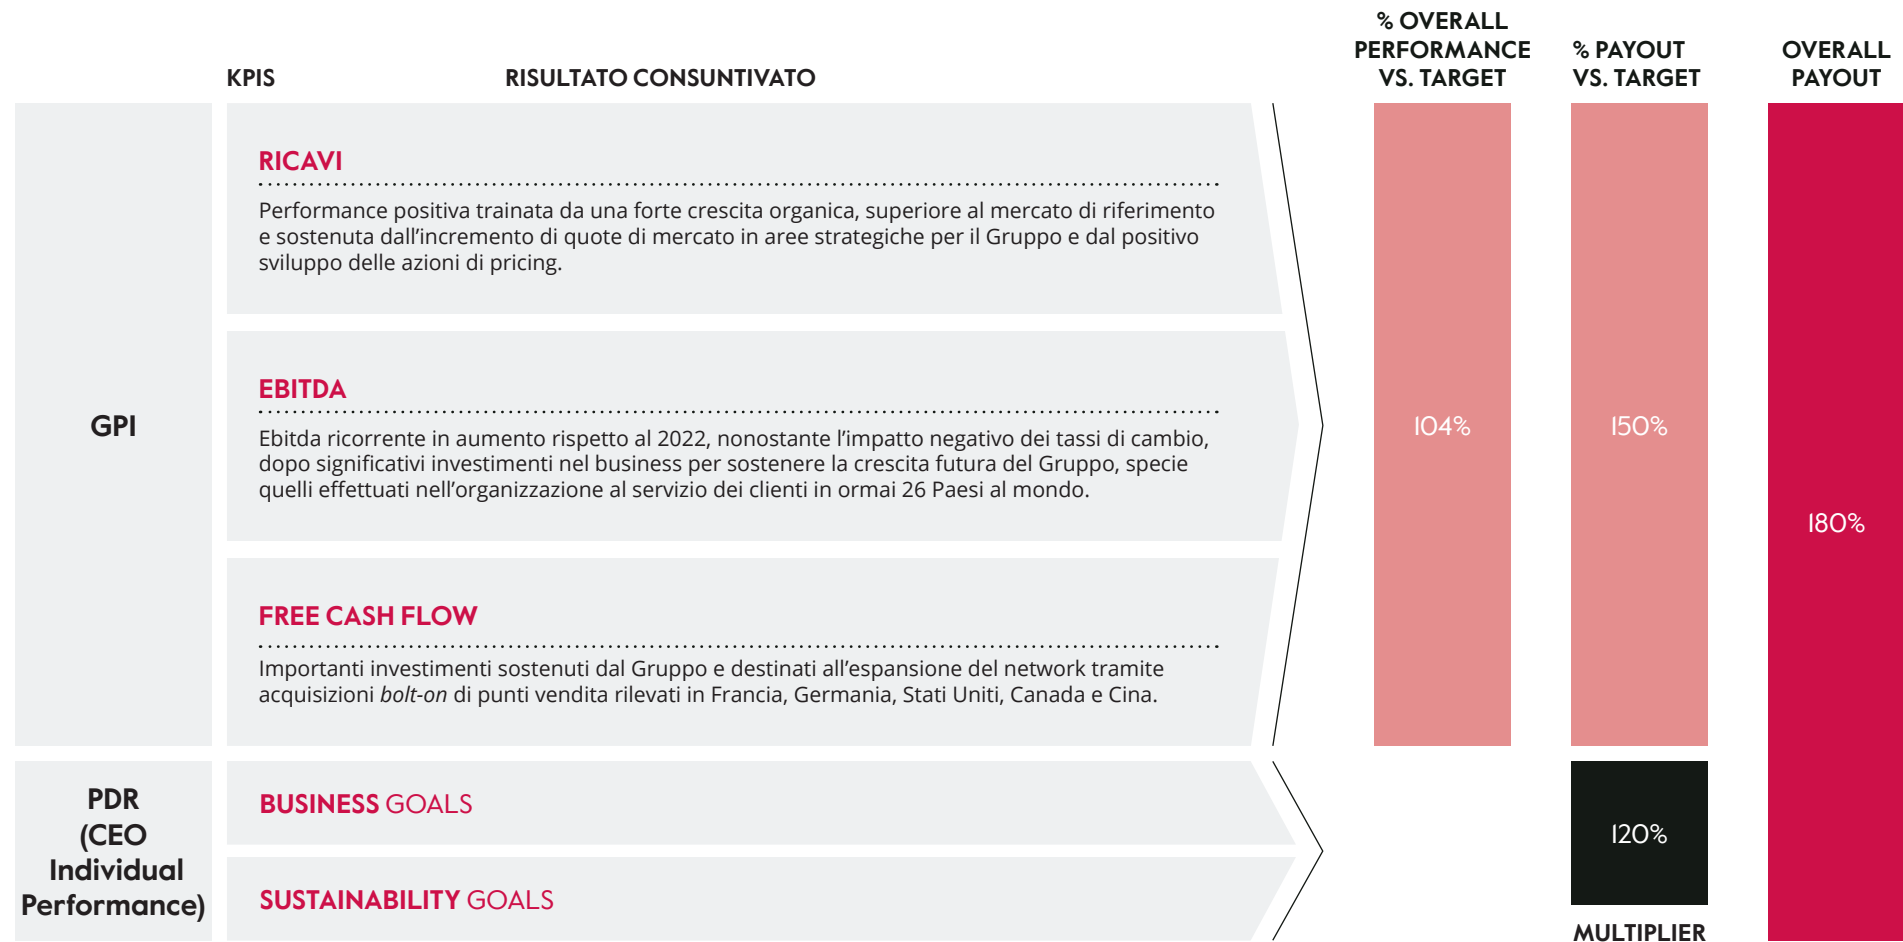 KPIS
RISULTATO CONSUNTIVATO
% OVERALL
PERFORMANCE
VS. TARGET
% PAYOUT
VS. TARGET
OVERALL
PAYOUT
GPI
RICAVI
Performance positiva trainata da una forte crescita organica, superiore al mercato di riferimento
e sostenuta dall’incremento di quote di mercato in aree strategiche per il Gruppo e dal positivo
sviluppo delle azioni di pricing.
EBITDA
Ebitda ricorrente in aumento rispetto al 2022, nonostante l’impatto negativo dei tassi di cambio,
dopo significativi investimenti nel business per sostenere la crescita futura del Gruppo, specie
quelli effettuati nell’organizzazione al servizio dei clienti in ormai 26 Paesi al mondo.
FREE CASH FLOW
Importanti investimenti sostenuti dal Gruppo e destinati all’espansione del network tramite
acquisizioni bolt-on di punti vendita rilevati in Francia, Germania, Stati Uniti, Canada e Cina.
104%
150%
180%
PDR
(CEO
Individual
Performance)
BUSINESS GOALS
SUSTAINABILITY GOALS
120%
MULTIPLIER